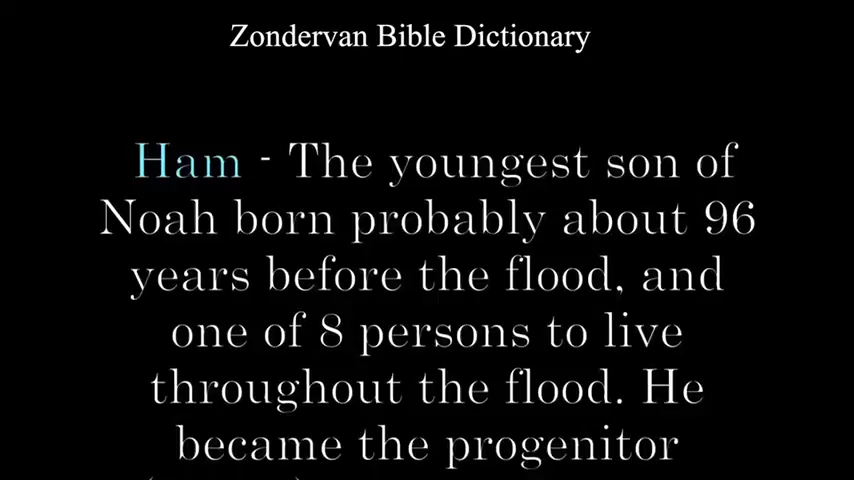 Zondervan Bible Dictionary
Ham - The youngest son of
Noah born probably about 96
years before the flood, and
one of 8 persons to live
throughout the flood. He
became the progenitor